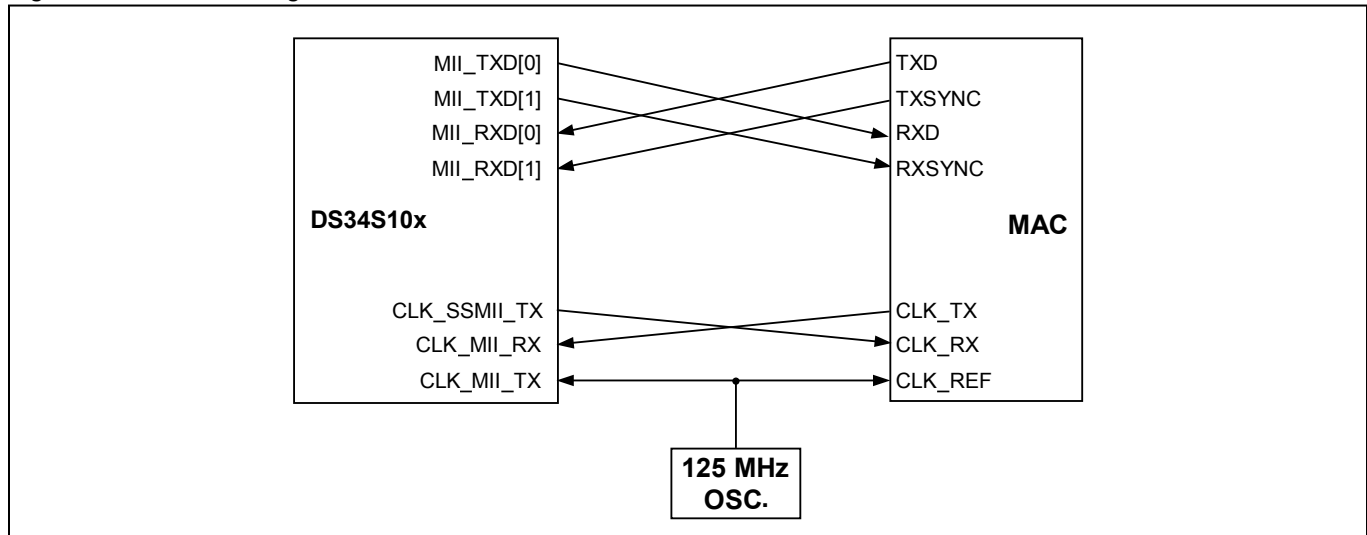 MII_TXD[0]
MII_TXD[1]
MII_RXD[0]
MII_RXD[1]
DS34S10x
CLK_SSMII_TX
CLK_MII_RX
CLK_MII_TX
TXD
TXSYNC
RXD
RXSYNC
MAC
CLK_TX
CLK_RX
CLK_REF
125 MHz
OSC.